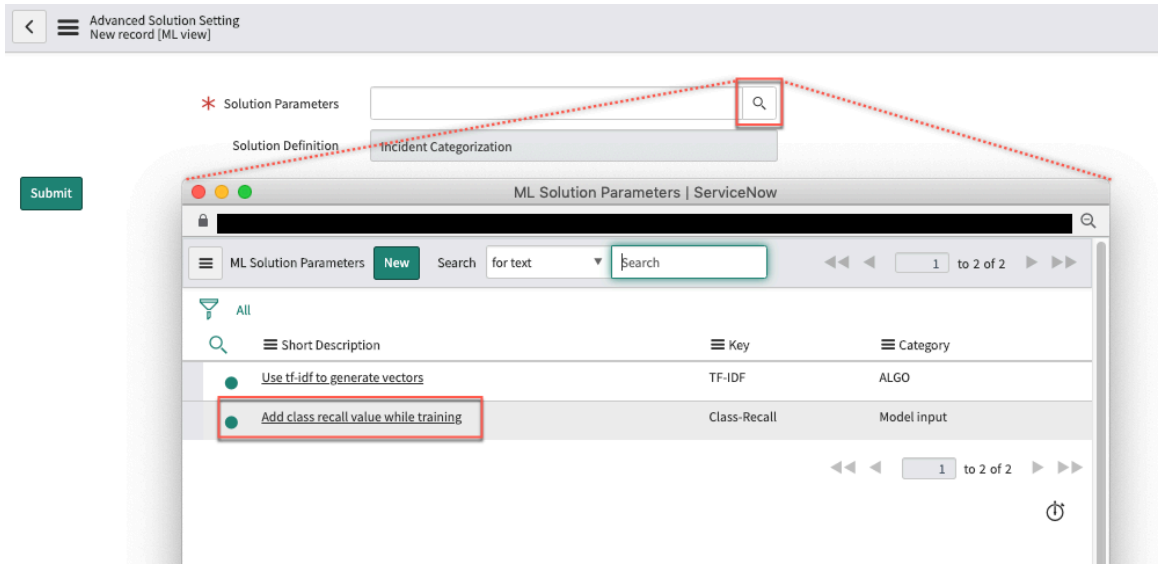 Advanced Solution Setting
New record [ML view]
Solution Parameters
Solution Definition Incident Categorization
Submit
ML Solution Parameters | ServiceNow
ML Solution Parameters New Search for text Search 1 to 2 of 2
All
Short Description Key Category
Use tf-idf to generate vectors TF-IDF ALGO
Add class recall value while training Class-Recall Model input
1 to 2 of 2